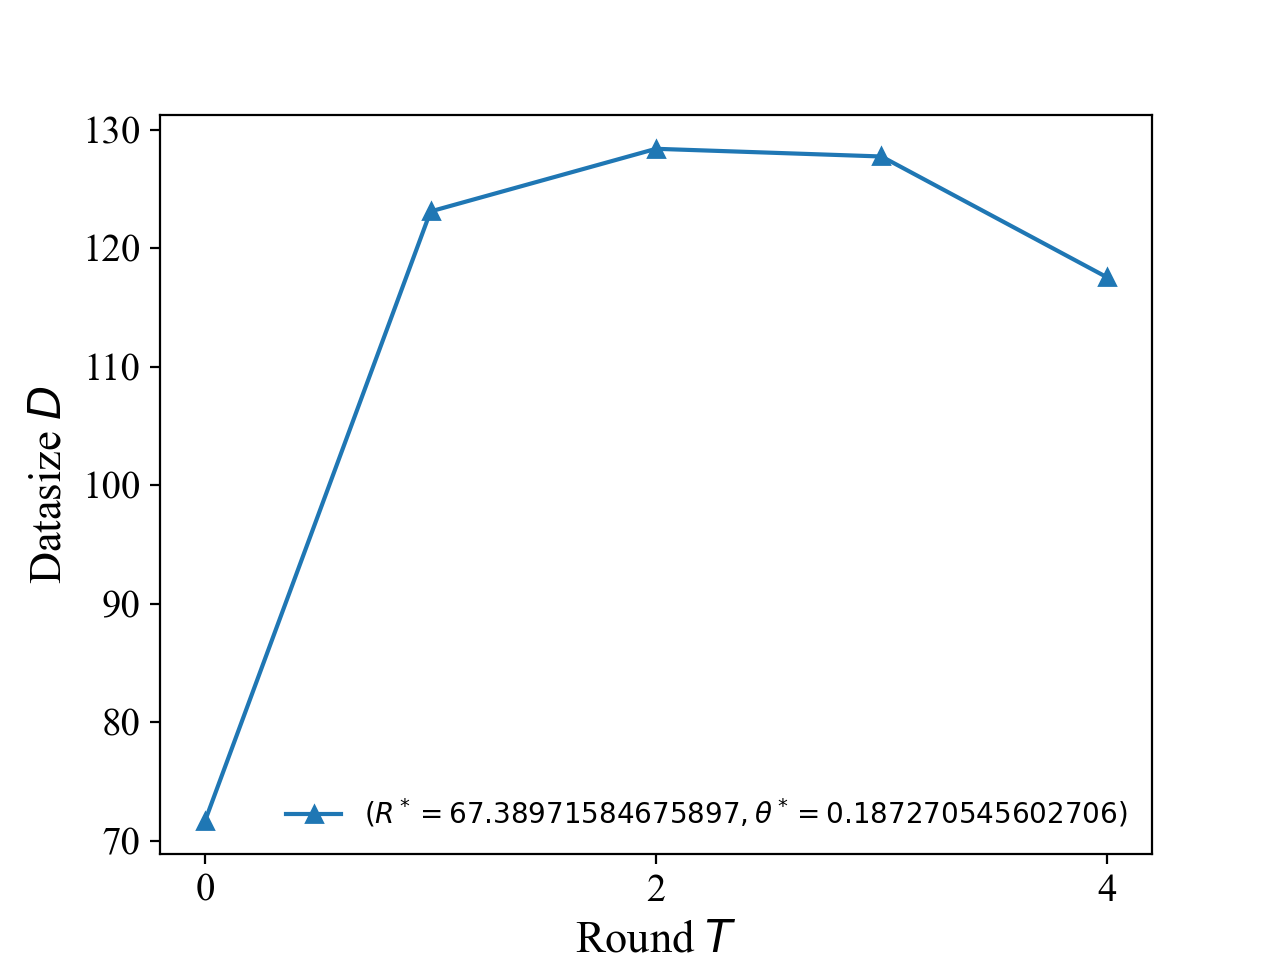 130
120
110
100
90
80
70
Datasize D
(R* = 67.38971584675897, θ* = 0.187270545602706)
0 2 4
Round T